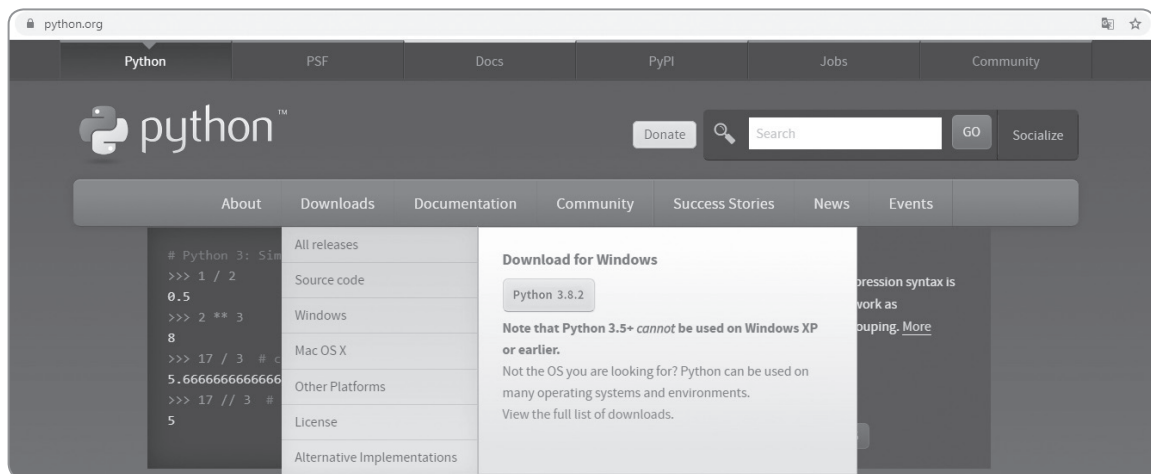 python.org
Python PSF Docs PyPI Jobs Community
python™
Donate Search GO Socialize
About Downloads Documentation Community Success Stories News Events
# Python 3: Sim
>>> 1 / 2
0.5
>>> 2 ** 3
8
>>> 17 / 3 # c
5.6666666666666
>>> 17 // 3 #
5
All releases
Source code
Windows
Mac OS X
Other Platforms
License
Alternative Implementations
Download for Windows
Python 3.8.2
Note that Python 3.5+ cannot be used on Windows XP
or earlier.
Not the OS you are looking for? Python can be used on
many operating systems and environments.
View the full list of downloads.
pression syntax is
work as
ouping. More